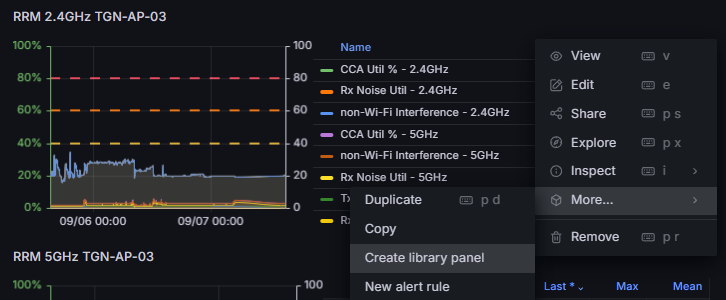 RRM 2.4GHz TGN-AP-03
100%
80%
60%
40%
20%
0%
100
80
60
40
20
0
09/06 00:00
09/07 00:00
Name
CCA Util % - 2.4GHz
Rx Noise Util - 2.4GHz
non-Wi-Fi Interference - 2.4GHz
CCA Util % - 5GHz
non-Wi-Fi Interference - 5GHz
Rx Noise Util - 5GHz
Tx
Rx
View v
Edit e
Share p s
Explore p x
Inspect i
More...
Remove p r
Duplicate p d
Copy
Create library panel
New alert rule
RRM 5GHz TGN-AP-03
100%
100
Last * Max Mean